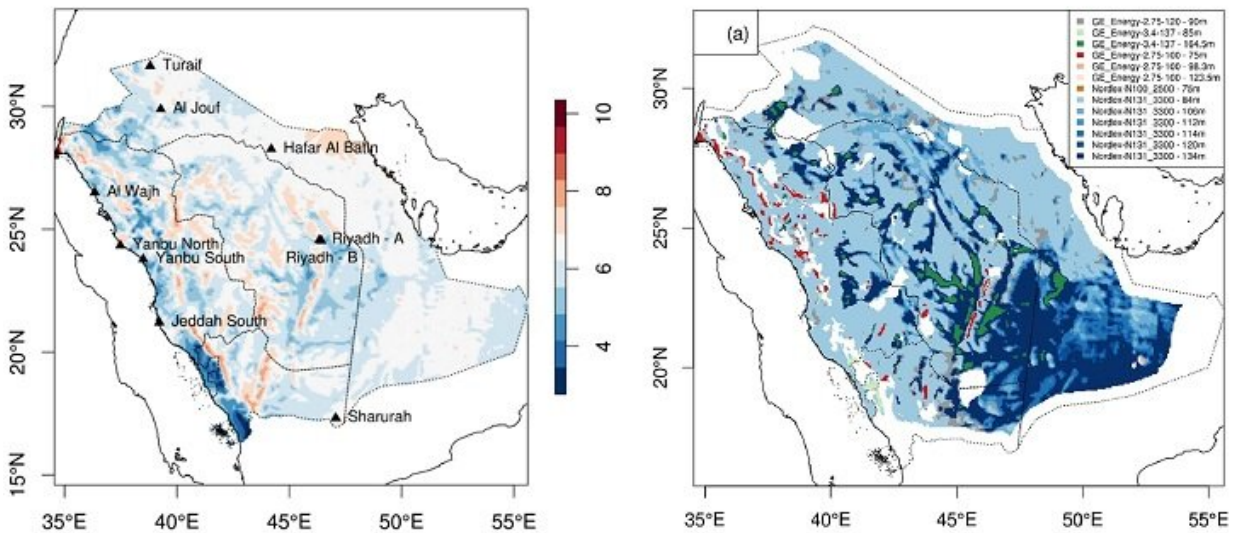 30°N
25°N
20°N
15°N
35°E
40°E
45°E
50°E
55°E
Turaif
Al Jouf
Hafar Al Batin
Al Wajh
Yanbu North
Yanbu South
Riyadh - A
Riyadh - B
Jeddah South
Sharurah
10
8
6
4
(a)
GE_Energy-2.75-120 - 90m
GE_Energy-3.4-137 - 85m
GE_Energy-3.4-137 - 164.5m
GE_Energy-2.75-100 - 75m
GE_Energy-2.75-100 - 98.3m
GE_Energy-2.75-100 - 123.5m
Nordex-N100_2500 - 75m
Nordex-N131_3300 - 84m
Nordex-N131_3300 - 106m
Nordex-N131_3300 - 112m
Nordex-N131_3300 - 114m
Nordex-N131_3300 - 120m
Nordex-N131_3300 - 134m
30°N
25°N
20°N
35°E
40°E
45°E
50°E
55°E